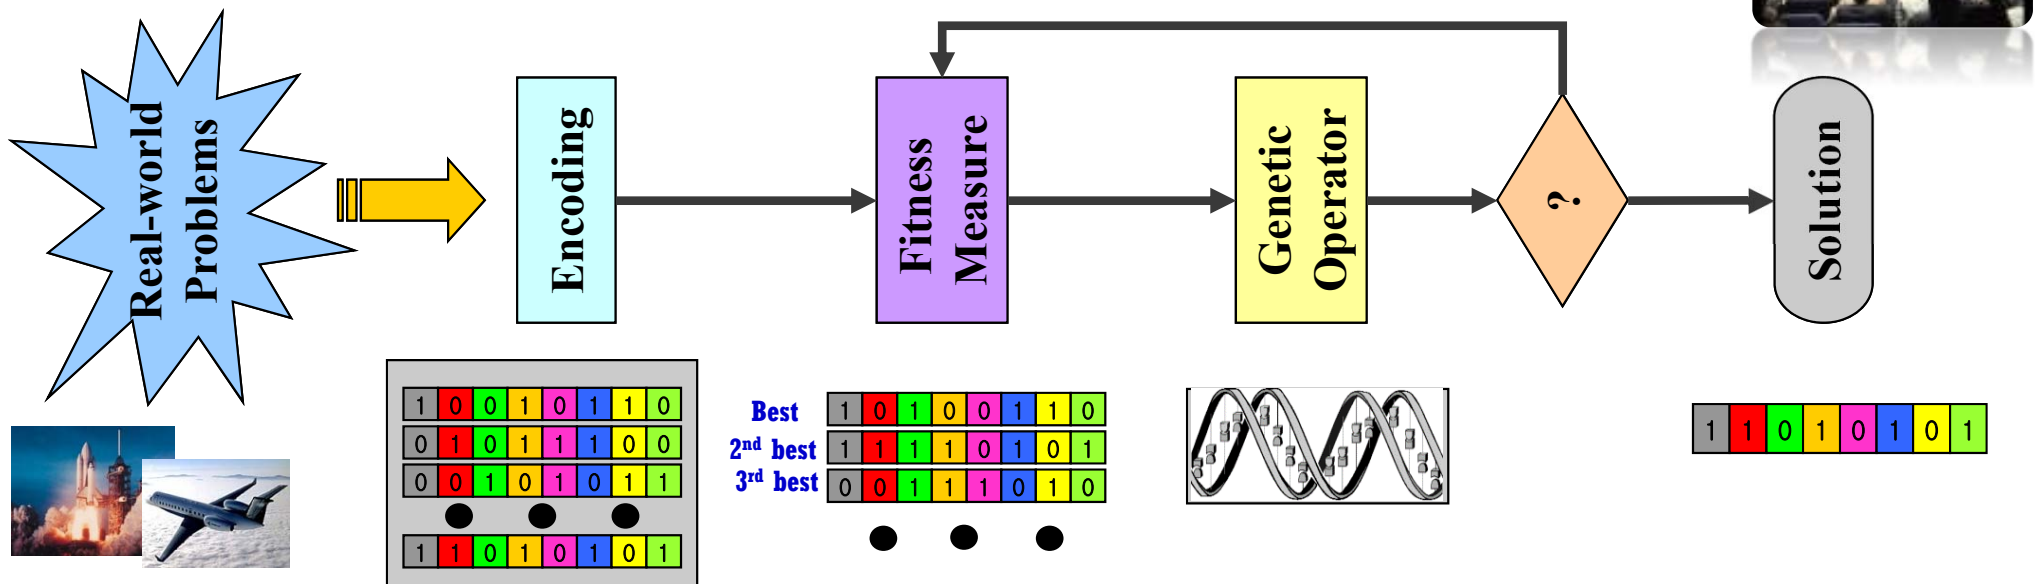 Real-world
Problems
Encoding
Fitness
Measure
Genetic
Operator
?
Solution
1 0 0 1 0 1 1 0
0 1 0 1 1 1 0 0
0 0 1 0 1 0 1 1
1 1 0 1 0 1 0 1
Best 1 0 1 0 0 1 1 0
2nd best 1 1 1 1 0 1 0 1
3rd best 0 0 1 1 1 0 1 0
1 1 0 1 0 1 0 1